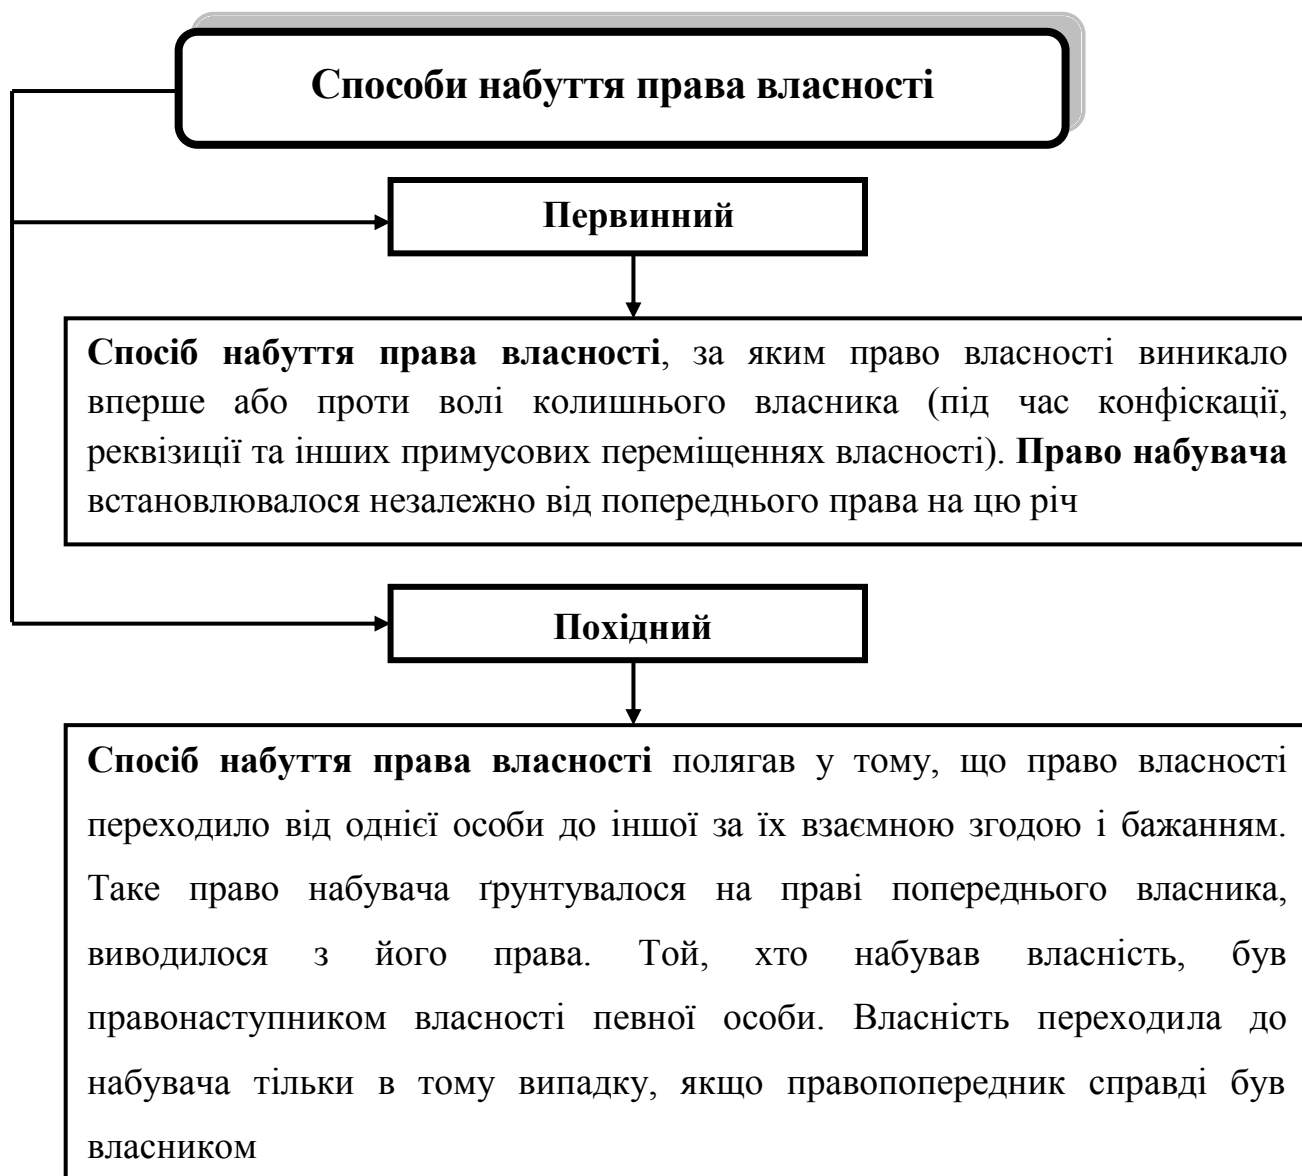 Способи набуття права власності
Первинний
Спосіб набуття права власності, за яким право власності виникало
вперше або проти волі колишнього власника (під час конфіскації,
реквізиції та інших примусових переміщеннях власності). Право набувача
встановлювалося незалежно від попереднього права на цю річ
Похідний
Спосіб набуття права власності полягав у тому, що право власності
переходило від однієї особи до іншої за їх взаємною згодою і бажанням.
Таке право набувача ґрунтувалося на праві попереднього власника,
виводилося з його права. Той, хто набував власність, був
правонаступником власності певної особи. Власність переходила до
набувача тільки в тому випадку, якщо правопопередник справді був
власником